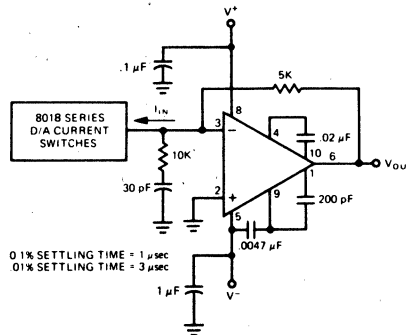 V+
.1 μF
8
5K
8018 SERIES
D/A CURRENT
SWITCHES
IIN
3
−
4
.02 μF
10K
10
6
VOU
1
30 pF
2
+
9
200 pF
5
.0047 μF
0 1% SETTLING TIME = 1 μsec
.01% SETTLING TIME = 3 μsec
1 μF
V−